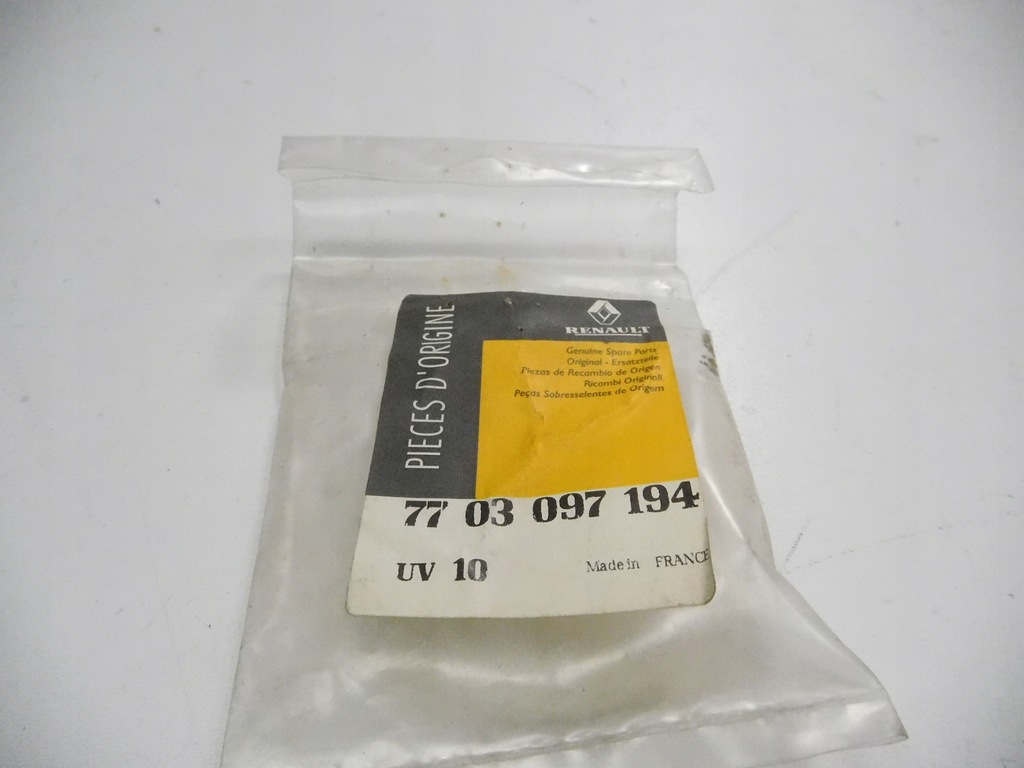 PIECES D'ORIGINE
RENAULT
Genuine Spare Parts
Original - Ersatzteile
Piezas de Recambio de Origen
Ricambi Originali
Peças Sobresselentes de Origem
77 03 097 194
UV 10
Made in FRANCE